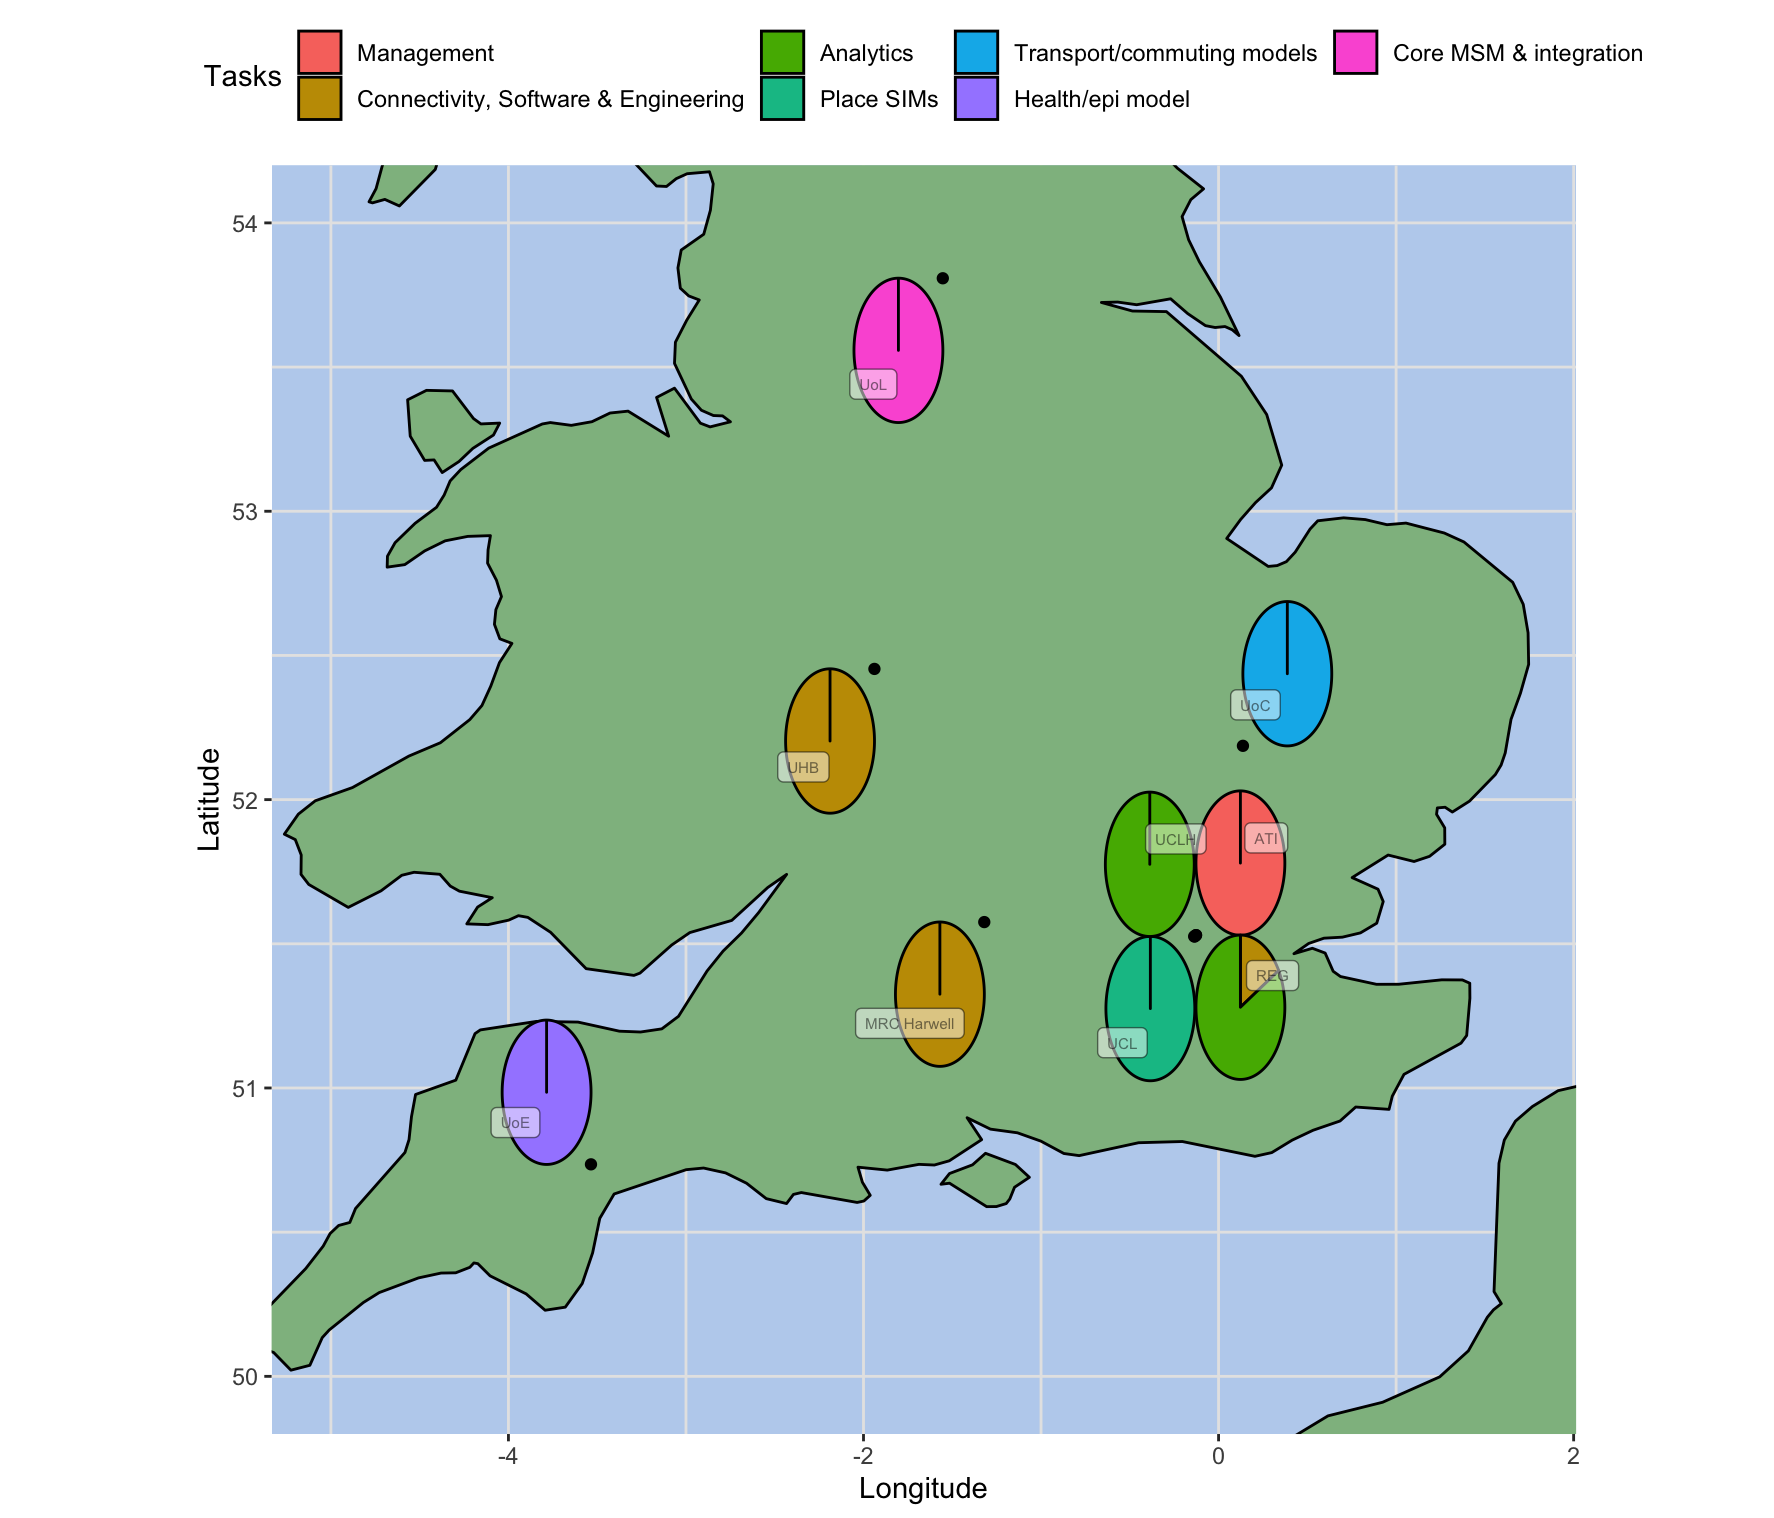 Tasks
Management
Analytics
Transport/commuting models
Core MSM & integration
Connectivity, Software & Engineering
Place SIMs
Health/epi model
54
53
52
51
50
Latitude
UoL
UoC
UHB
UCLH
ATI
REG
MRC Harwell
UCL
UoE
-4
-2
0
2
Longitude